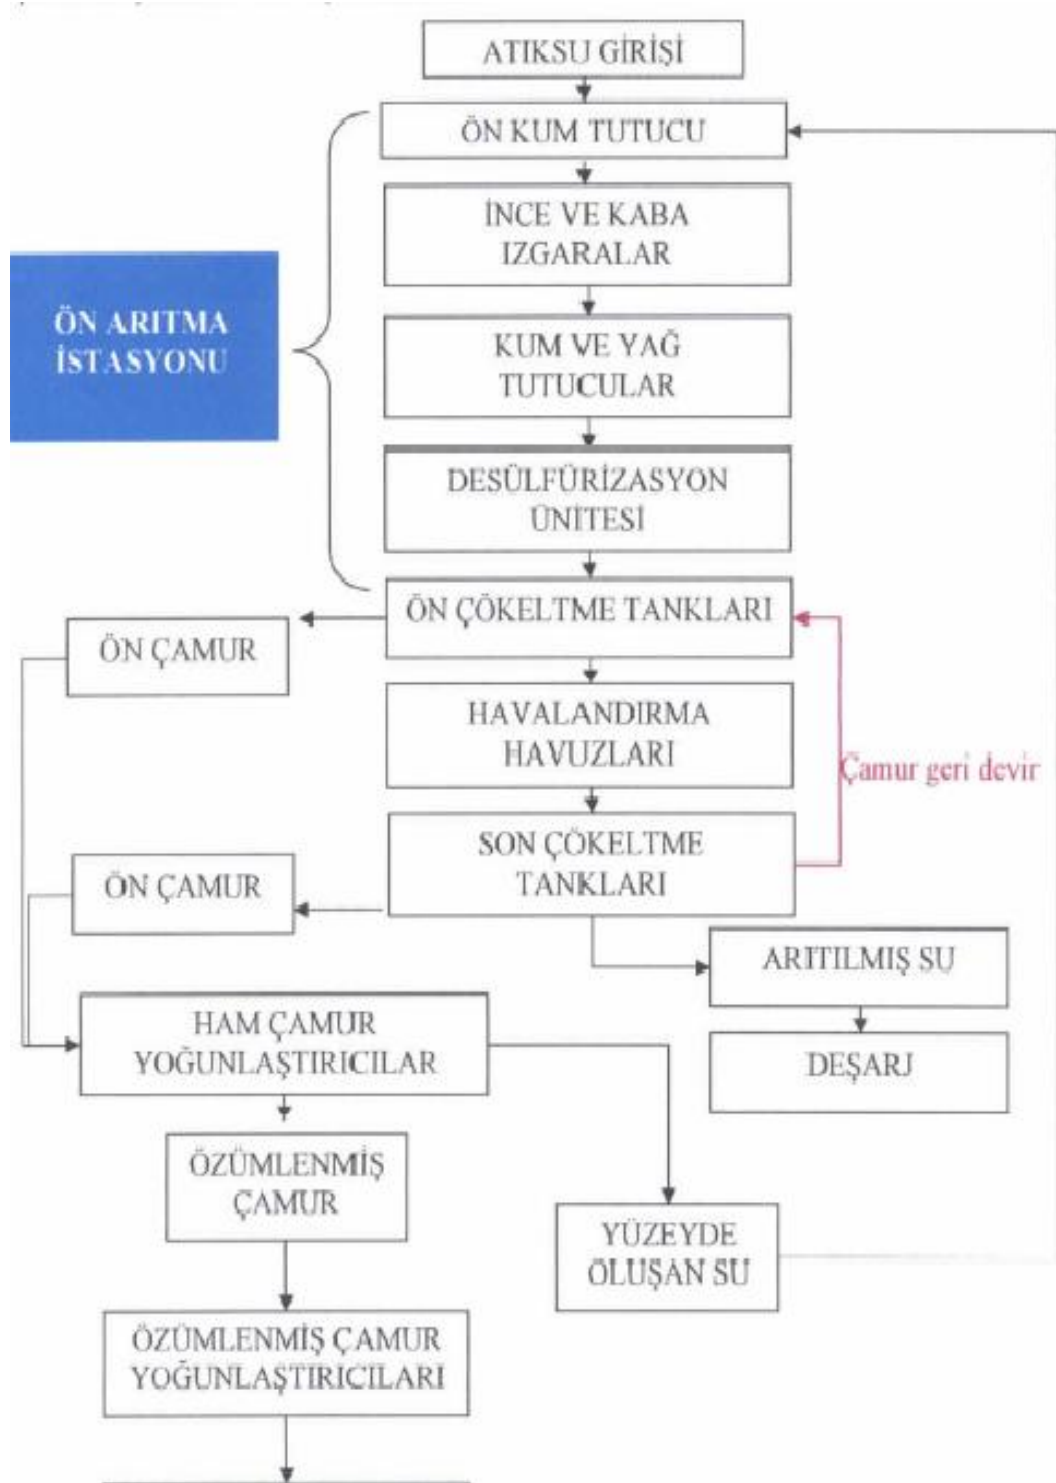 ATIKSU GİRİŞİ
ÖN KUM TUTUCU
İNCE VE KABA
IZGARALAR
ÖN ARITMA
İSTASYONU
KUM VE YAĞ
TUTUCULAR
DESÜLFÜRİZASYON
ÜNİTESİ
ÖN ÇÖKELTME TANKLARI
ÖN ÇAMUR
HAVALANDIRMA
HAVUZLARI
Çamur geri devir
SON ÇÖKELTME
TANKLARI
ÖN ÇAMUR
ARITILMIŞ SU
HAM ÇAMUR
YOĞUNLAŞTIRICILAR
DEŞARJ
ÖZÜMLENMİŞ
ÇAMUR
YÜZEYDE
OLUŞAN SU
ÖZÜMLENMİŞ ÇAMUR
YOĞUNLAŞTIRICILARI